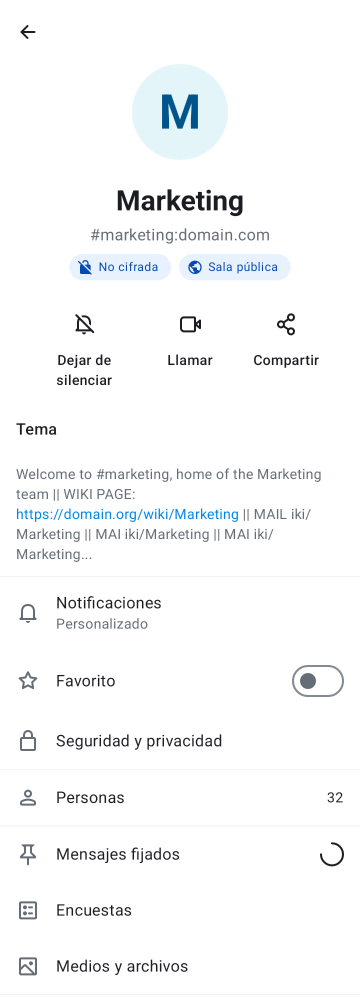 M
Marketing
#marketing:domain.com
No cifrada
Sala pública
Dejar de
silenciar
Llamar
Compartir
Tema
Welcome to #marketing, home of the Marketing
team || WIKI PAGE:
https://domain.org/wiki/Marketing || MAIL iki/
Marketing || MAI iki/Marketing || MAI iki/
Marketing...
Notificaciones
Personalizado
Favorito
Seguridad y privacidad
Personas
32
Mensajes fijados
Encuestas
Medios y archivos